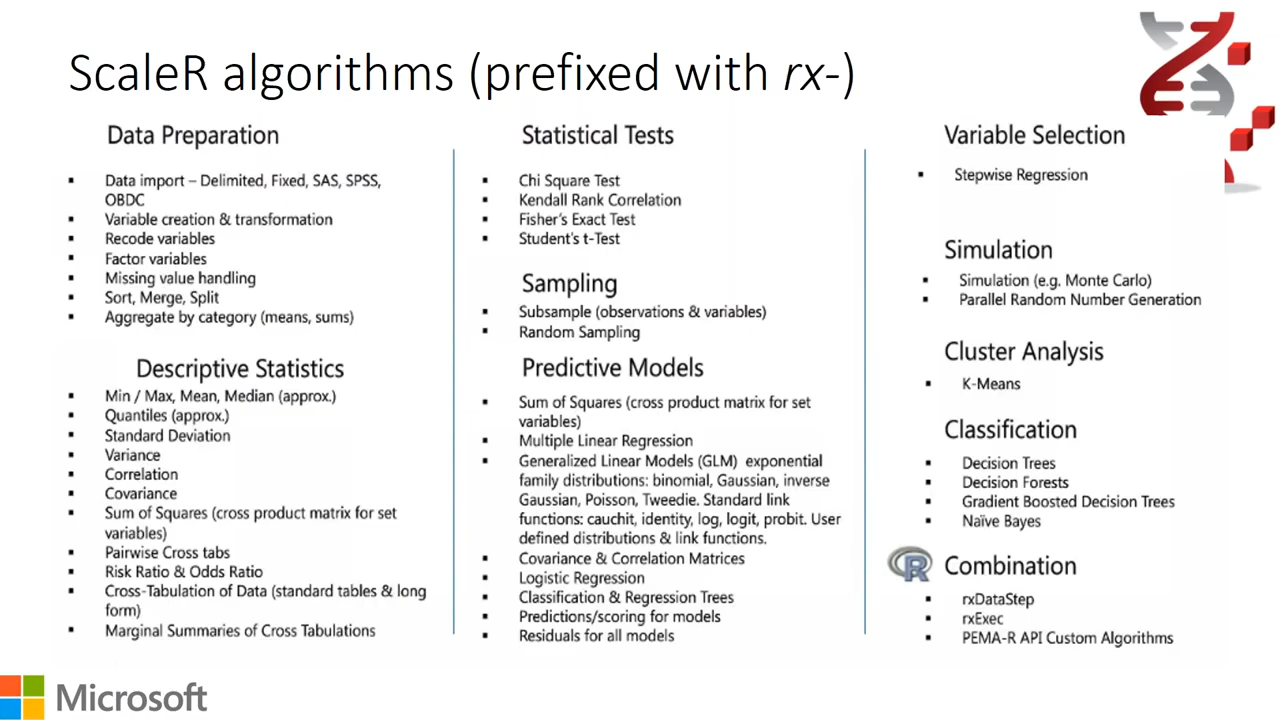 ScaleR algorithms (prefixed with rx-)
Data Preparation
Data import – Delimited, Fixed, SAS, SPSS,
OBDC
Variable creation & transformation
Recode variables
Factor variables
Missing value handling
Sort, Merge, Split
Aggregate by category (means, sums)
Descriptive Statistics
Min / Max, Mean, Median (approx.)
Quantiles (approx.)
Standard Deviation
Variance
Correlation
Covariance
Sum of Squares (cross product matrix for set
variables)
Pairwise Cross tabs
Risk Ratio & Odds Ratio
Cross-Tabulation of Data (standard tables & long
form)
Marginal Summaries of Cross Tabulations
Statistical Tests
Chi Square Test
Kendall Rank Correlation
Fisher's Exact Test
Student's t-Test
Sampling
Subsample (observations & variables)
Random Sampling
Predictive Models
Sum of Squares (cross product matrix for set
variables)
Multiple Linear Regression
Generalized Linear Models (GLM) exponential
family distributions: binomial, Gaussian, inverse
Gaussian, Poisson, Tweedie. Standard link
functions: cauchit, identity, log, logit, probit. User
defined distributions & link functions.
Covariance & Correlation Matrices
Logistic Regression
Classification & Regression Trees
Predictions/scoring for models
Residuals for all models
Variable Selection
Stepwise Regression
Simulation
Simulation (e.g. Monte Carlo)
Parallel Random Number Generation
Cluster Analysis
K-Means
Classification
Decision Trees
Decision Forests
Gradient Boosted Decision Trees
Naïve Bayes
R
Combination
rxDataStep
rxExec
PEMA-R API Custom Algorithms
Microsoft